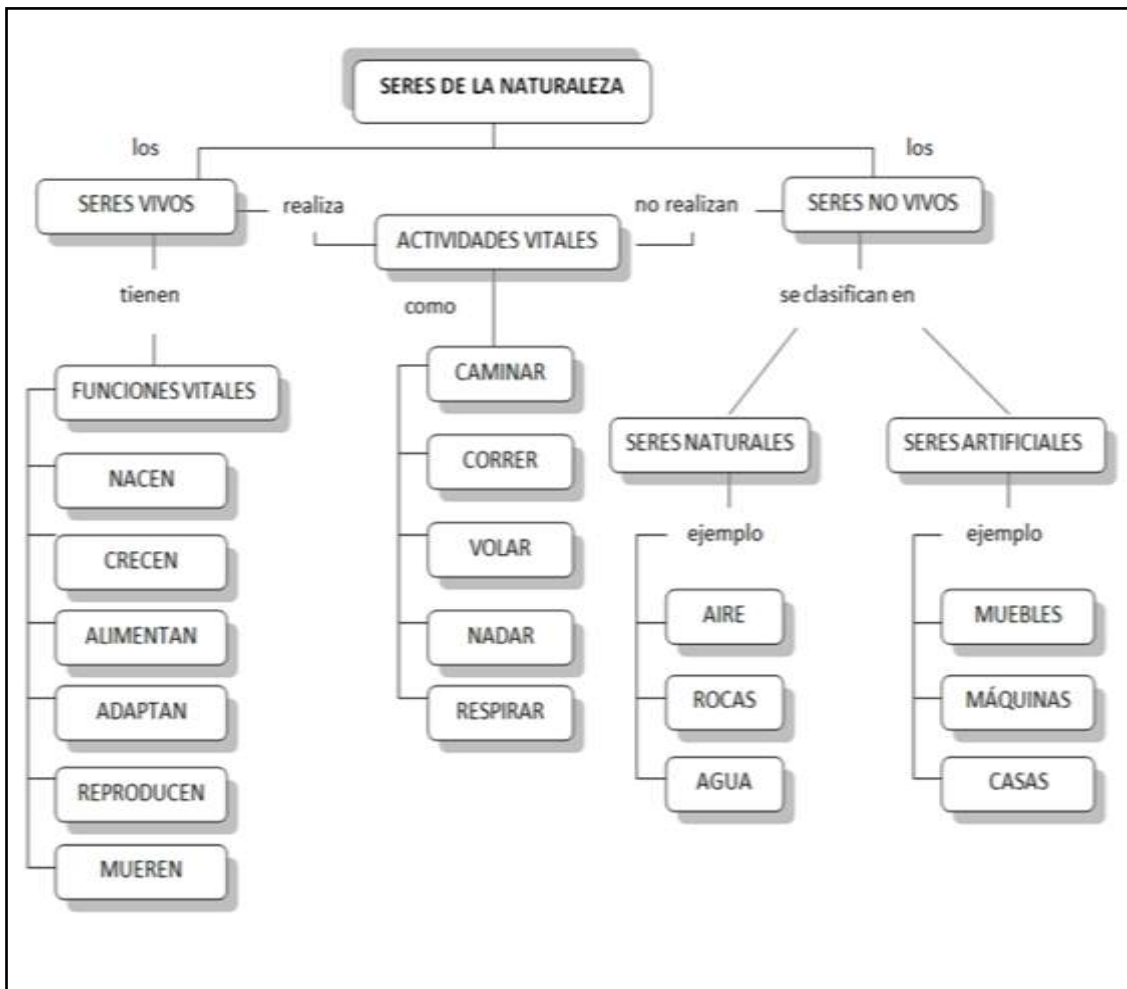 SERES DE LA NATURALEZA
los
los
SERES VIVOS
realiza
no realizan
SERES NO VIVOS
ACTIVIDADES VITALES
tienen
como
se clasifican en
FUNCIONES VITALES
NACEN
CRECEN
ALIMENTAN
ADAPTAN
REPRODUCEN
MUEREN
CAMINAR
CORRER
VOLAR
NADAR
RESPIRAR
SERES NATURALES
ejemplo
AIRE
ROCAS
AGUA
SERES ARTIFICIALES
ejemplo
MUEBLES
MÁQUINAS
CASAS